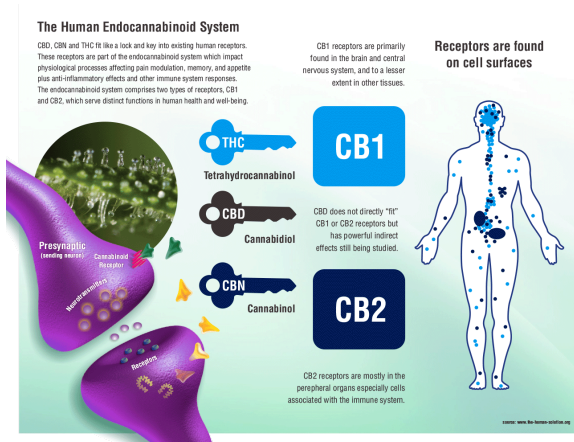 The Human Endocannabinoid System
CBD, CBN and THC fit like a lock and key into existing human receptors.
These receptors are part of the endocannabinoid system which impact
physiological processes affecting pain modulation, memory, and appetite
plus anti-inflammatory effects and other immune system responses.
The endocannabinoid system comprises two types of receptors, CB1
and CB2, which serve distinct functions in human health and well-being.
CB1 receptors are primarily
found in the brain and central
nervous system, and to a lesser
extent in other tissues.
Receptors are found
on cell surfaces
THC
Tetrahydrocannabinol
CB1
CBD
Cannabidiol
CBD does not directly "fit"
CB1 or CB2 receptors but
has powerful indirect
effects still being studied.
Presynaptic
(sending neuron)
Cannabinoid
Receptor
Neurotransmitters
CBN
Cannabinol
CB2
Receptors
CB2 receptors are mostly in the
perepheral organs especially cells
associated with the immune system.
source: www.the-human-solution.org